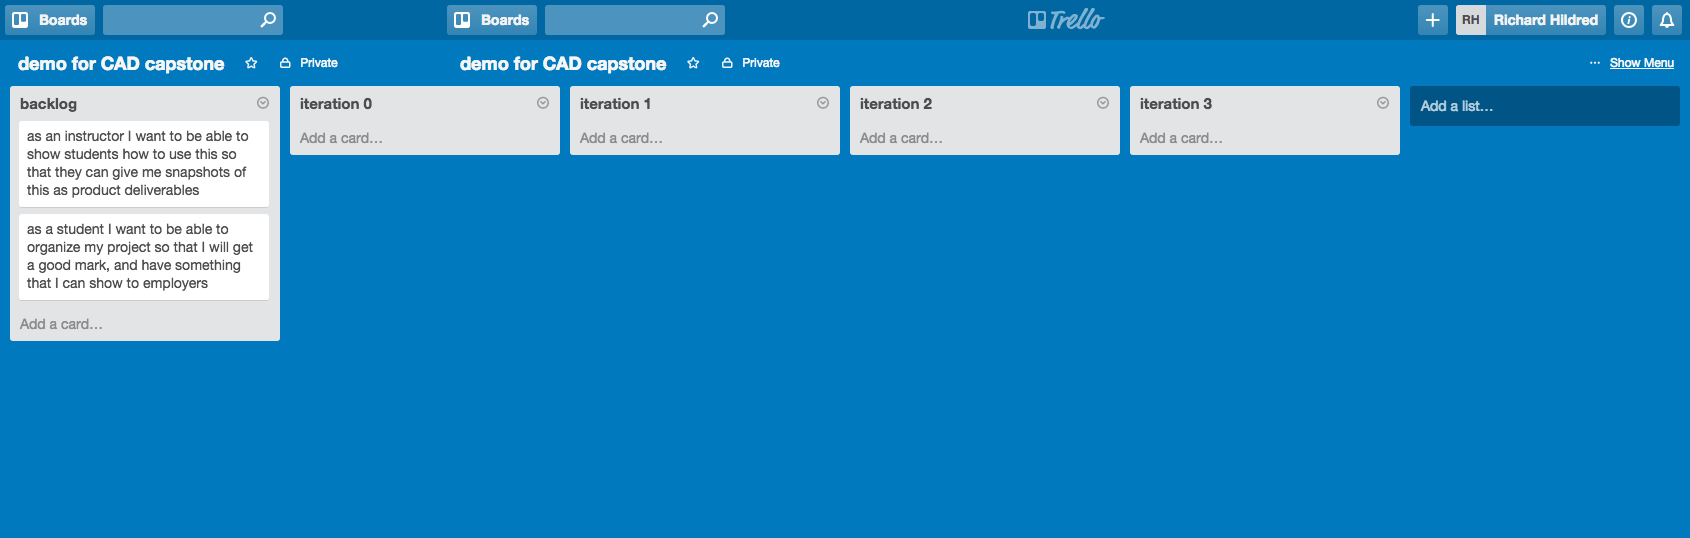 Boards Boards Trello RH Richard Hildred
demo for CAD capstone Private demo for CAD capstone Private ... Show Menu
backlog
as an instructor I want to be able to
show students how to use this so
that they can give me snapshots of
this as product deliverables
as a student I want to be able to
organize my project so that I will get
a good mark, and have something
that I can show to employers
Add a card...
iteration 0
Add a card...
iteration 1
Add a card...
iteration 2
Add a card...
iteration 3
Add a card...
Add a list...